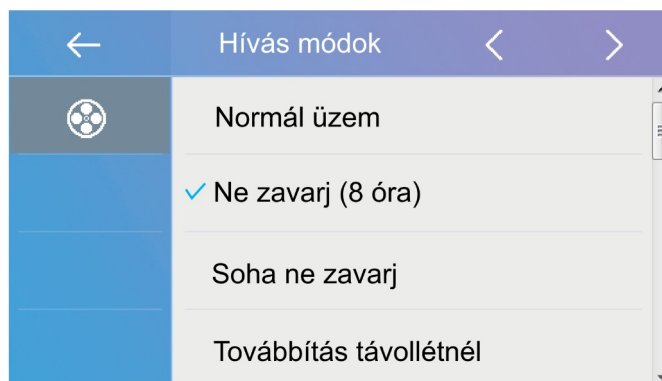 Hívás módok
Normál üzem
Ne zavarj (8 óra)
Soha ne zavarj
Továbbítás távollétnél